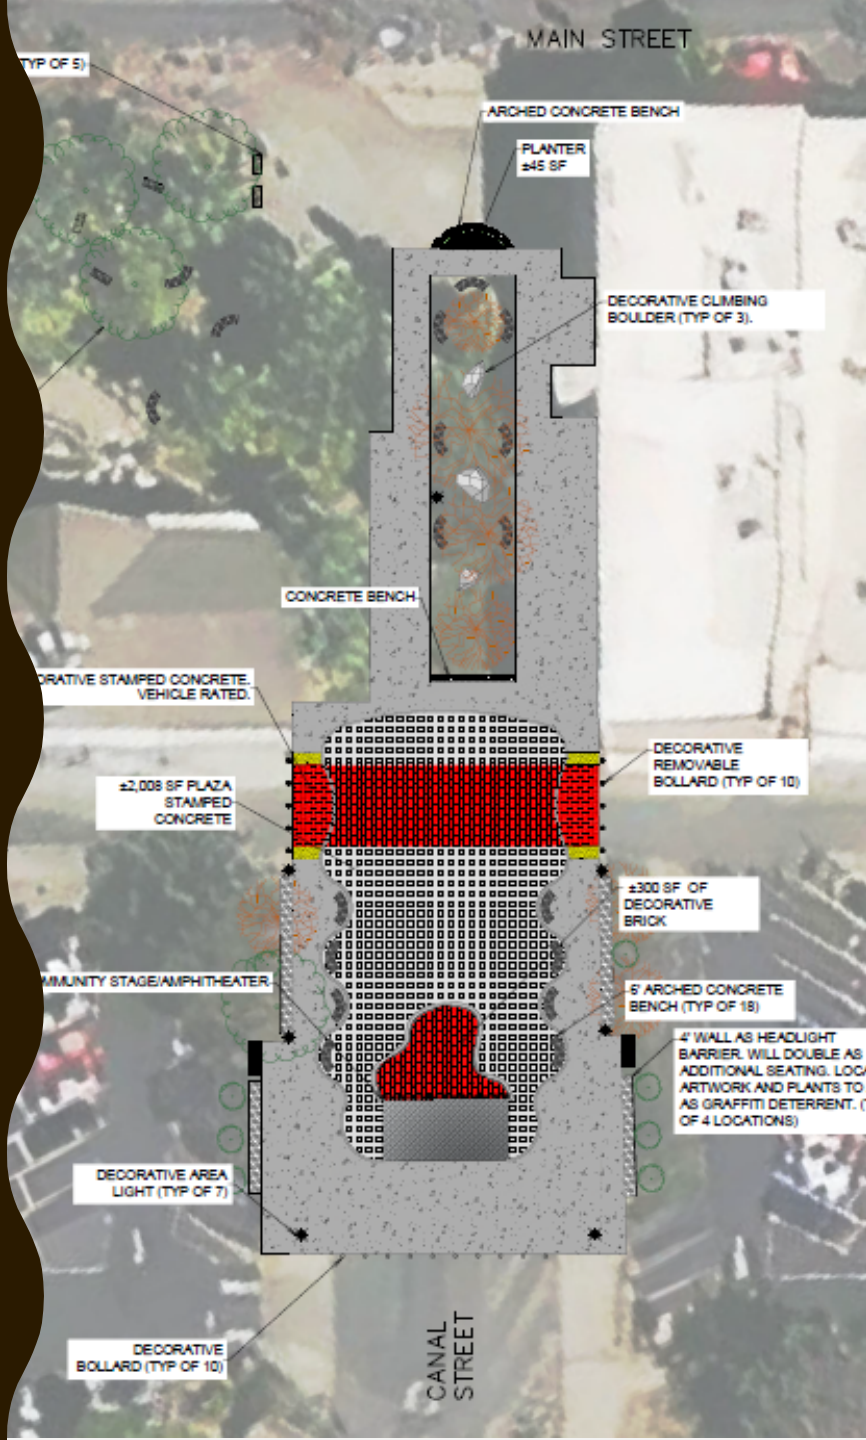 MAIN STREET
TYP OF 5)
ARCHED CONCRETE BENCH
PLANTER
±45 SF
DECORATIVE CLIMBING
BOULDER (TYP OF 3).
CONCRETE BENCH
ORATIVE STAMPED CONCRETE.
VEHICLE RATED.
DECORATIVE
REMOVABLE
BOLLARD (TYP OF 10)
±2,008 SF PLAZA
STAMPED
CONCRETE
±300 SF OF
DECORATIVE
BRICK
MMUNITY STAGE/AMPHITHEATER
6' ARCHED CONCRETE
BENCH (TYP OF 18)
4' WALL AS HEADLIGHT
BARRIER. WILL DOUBLE AS
ADDITIONAL SEATING. LOCA
ARTWORK AND PLANTS TO
AS GRAFFITI DETERRENT. (
OF 4 LOCATIONS)
DECORATIVE AREA
LIGHT (TYP OF 7)
DECORATIVE
BOLLARD (TYP OF 10)
CANAL
STREET